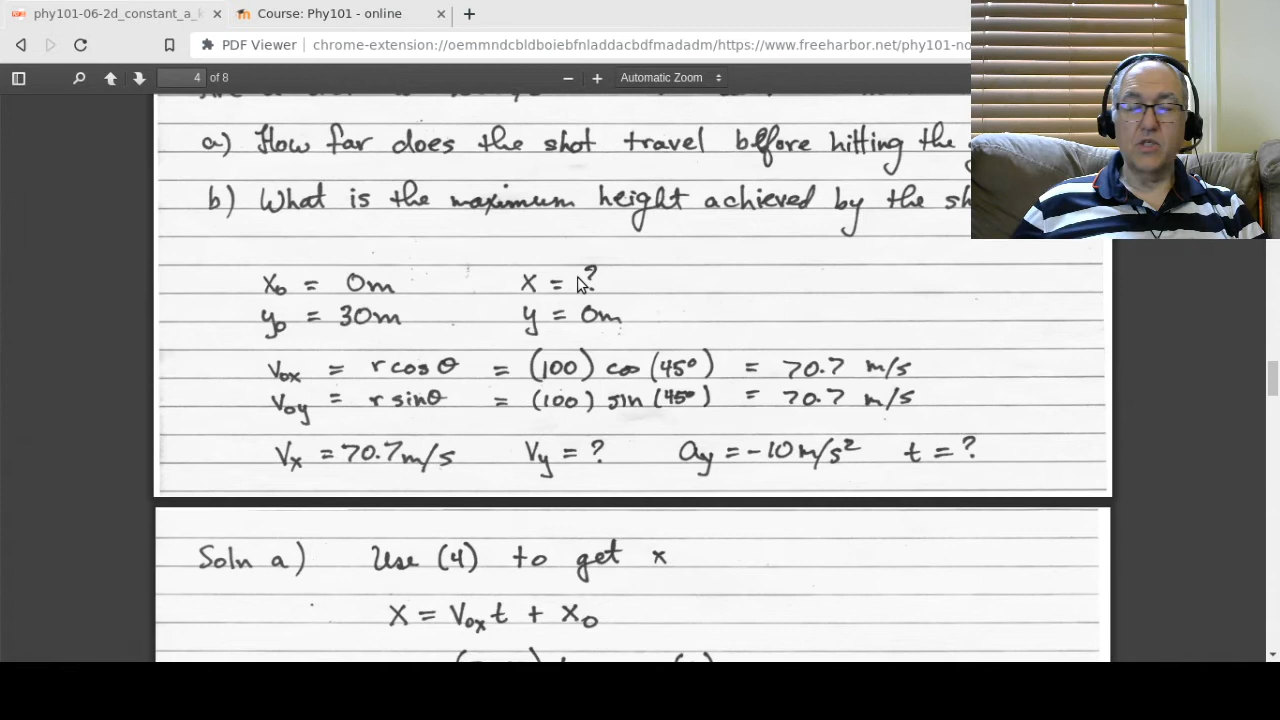 phy101-06-2d_constant_a_k
Course: Phy101 - online
PDF Viewer
chrome-extension://oemmndcbldboiebfnladdacbdfmadadm/https://www.freeharbor.net/phy101-no
4 of 8
Automatic Zoom
a) How far does the shot travel before hitting the
b) What is the maximum height achieved by the sh
x₀ = 0m x = ?
y₀ = 30m y = 0m
V₀ₓ = r cos θ = (100) cos (45°) = 70.7 m/s
V₀y = r sin θ = (100) sin (45°) = 70.7 m/s
Vₓ = 70.7 m/s Vy = ? ay = -10 m/s² t = ?
Soln a) Use (4) to get x
X = V₀ₓt + X₀